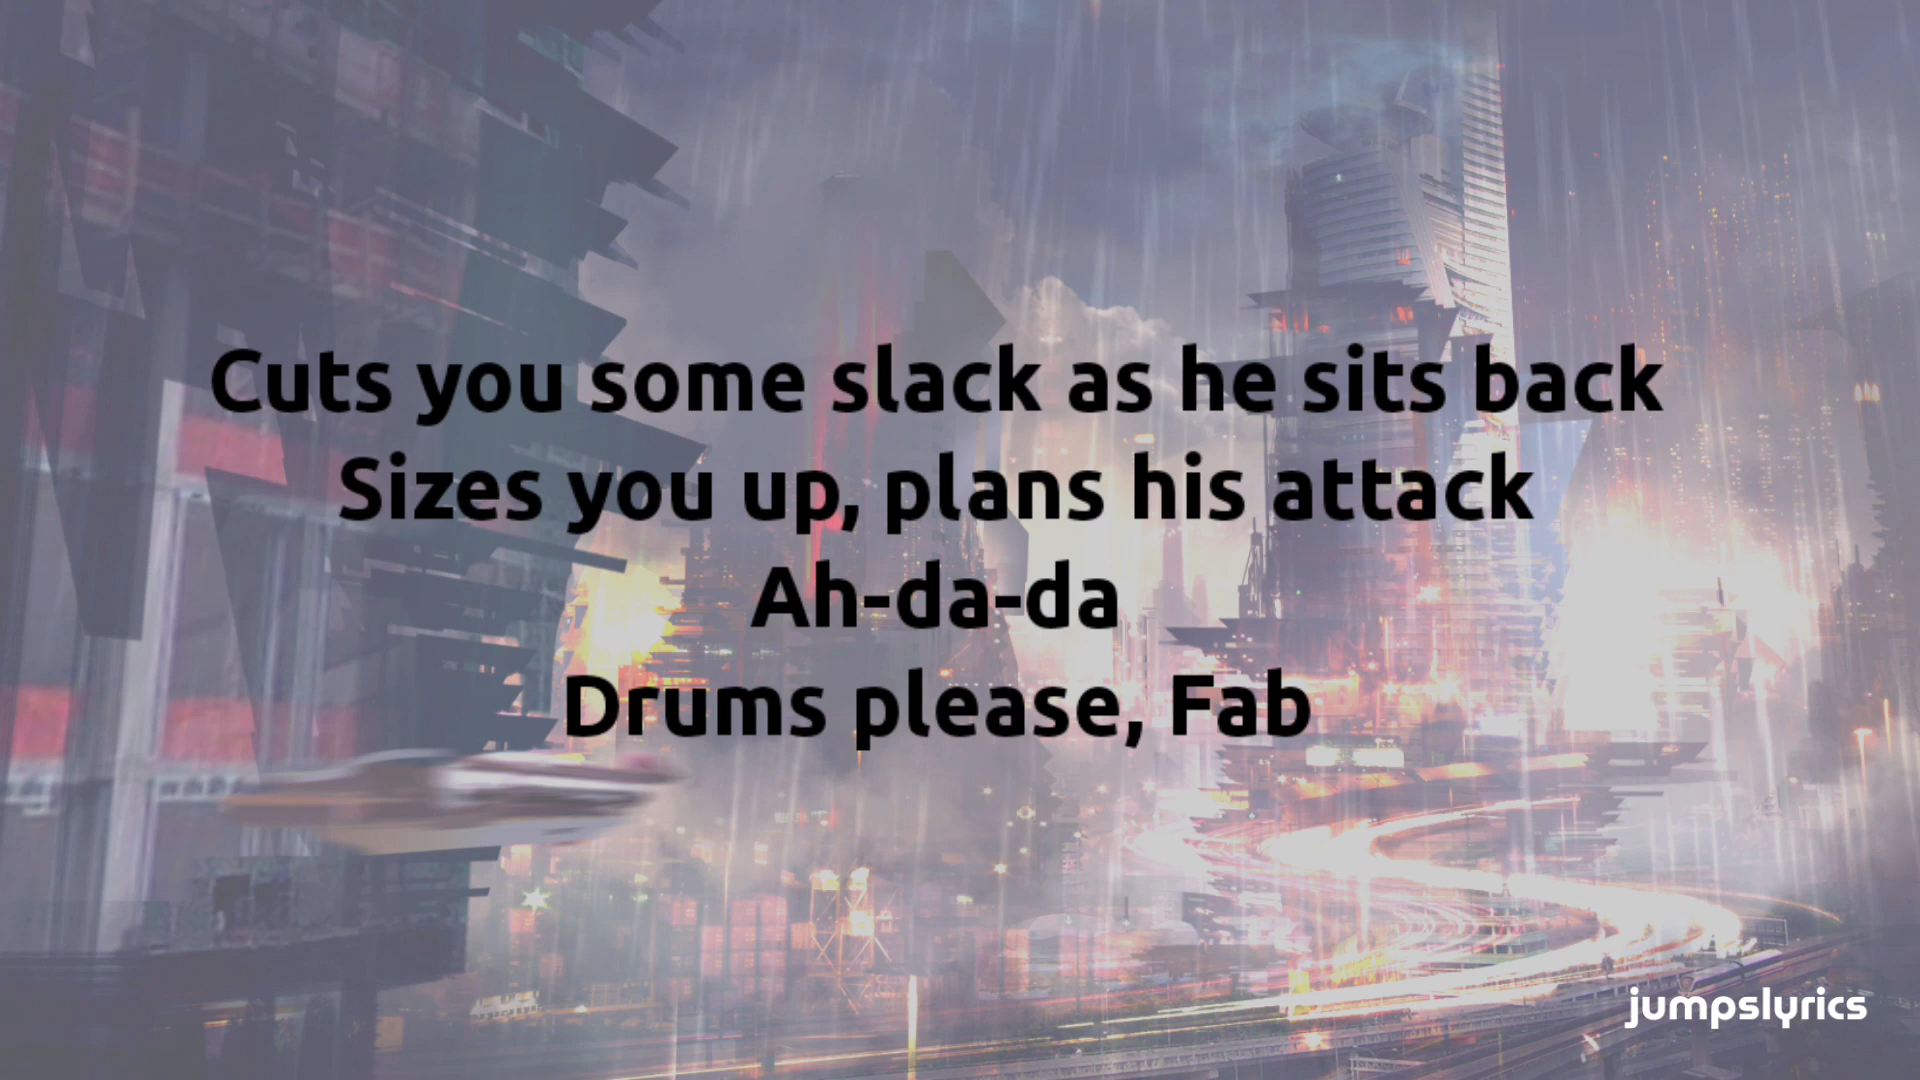 Cuts you some slack as he sits back
Sizes you up, plans his attack
Ah-da-da
Drums please, Fab
jumpslyrics